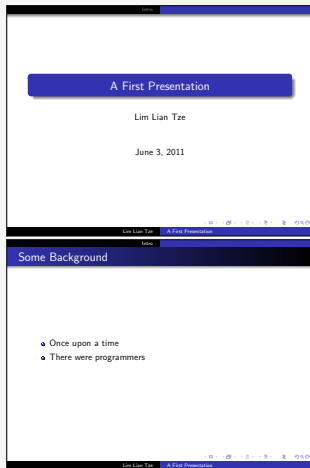 Intro
A First Presentation
Lim Lian Tze
June 3, 2011
Lim Lian Tze A First Presentation
Intro
Some Background
Once upon a time
There were programmers
Lim Lian Tze A First Presentation